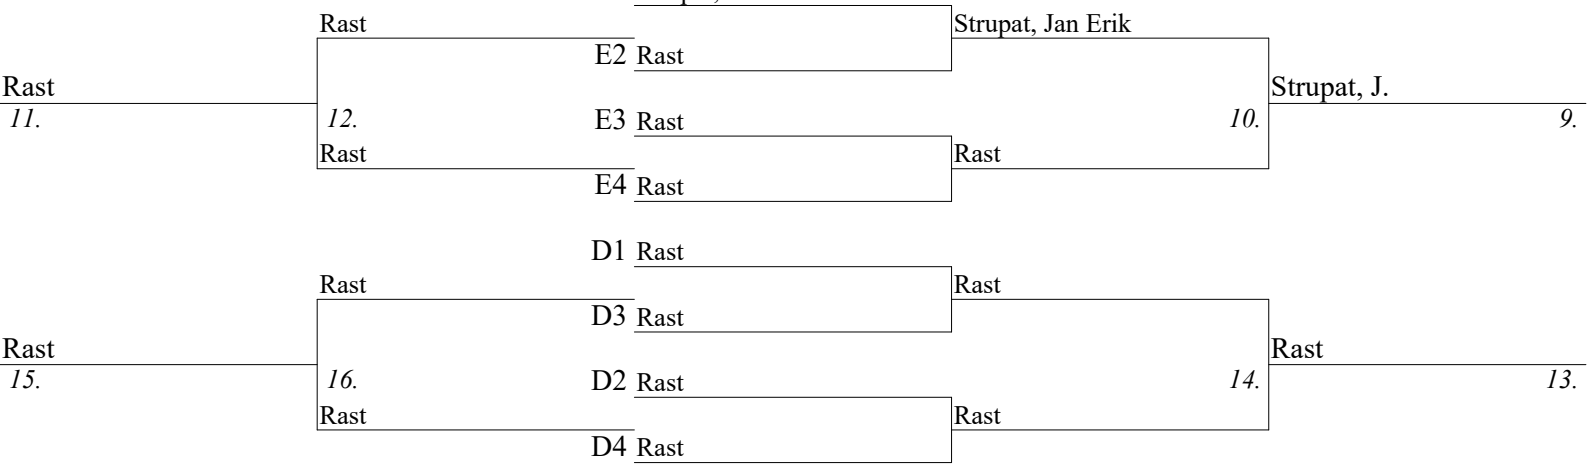 Rast
Strupat, Jan Erik
E2 Rast
Rast
Strupat, J.
11.
12.
E3 Rast
10.
9.
Rast
Rast
E4 Rast
D1 Rast
Rast
Rast
D3 Rast
Rast
Rast
15.
16.
D2 Rast
14.
13.
Rast
Rast
D4 Rast